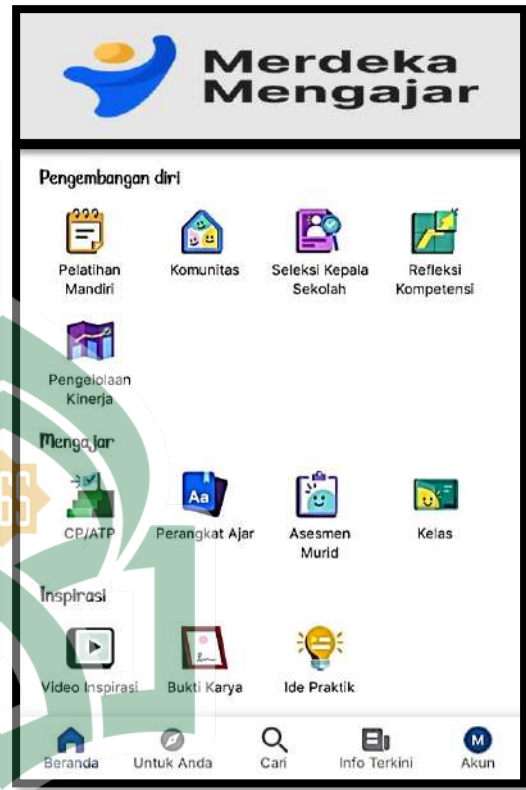 Merdeka
Mengajar
Pengembangan diri
Pelatihan Mandiri
Komunitas
Seleksi Kepala Sekolah
Refleksi Kompetensi
Pengelolaan Kinerja
Mengajar
CP/ATP
Perangkat Ajar
Asesmen Murid
Kelas
Inspirasi
Video Inspirasi
Bukti Karya
Ide Praktik
Beranda
Untuk Anda
Cari
Info Terkini
M
Akun
Aa